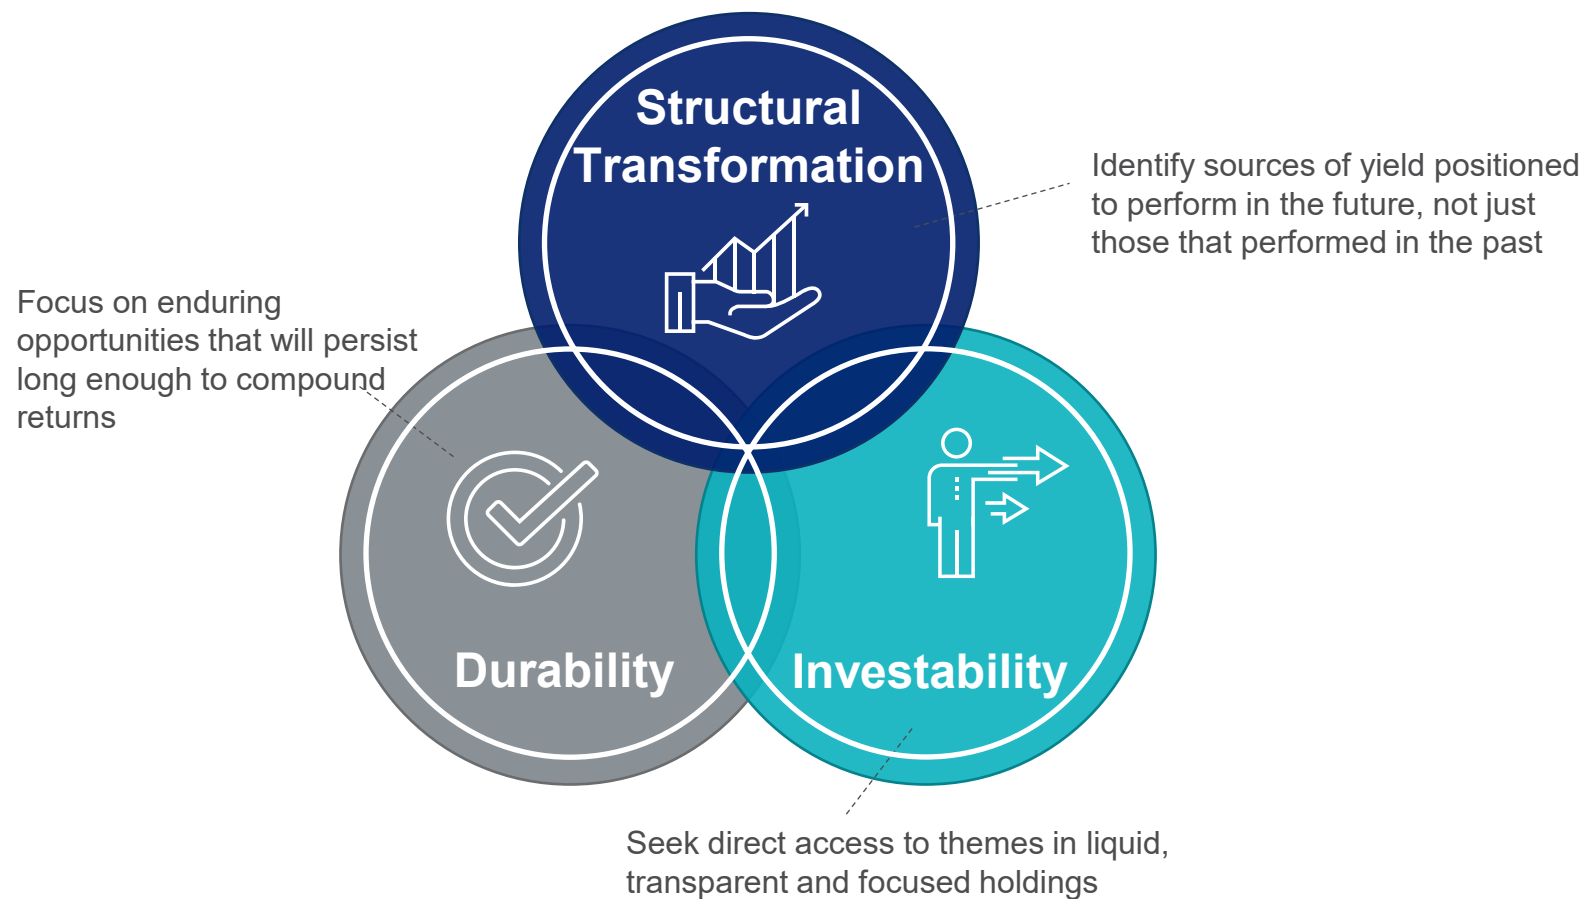 Structural
Transformation
Identify sources of yield positioned
to perform in the future, not just
those that performed in the past
Focus on enduring
opportunities that will persist
long enough to compound
returns
Durability
Investability
Seek direct access to themes in liquid,
transparent and focused holdings